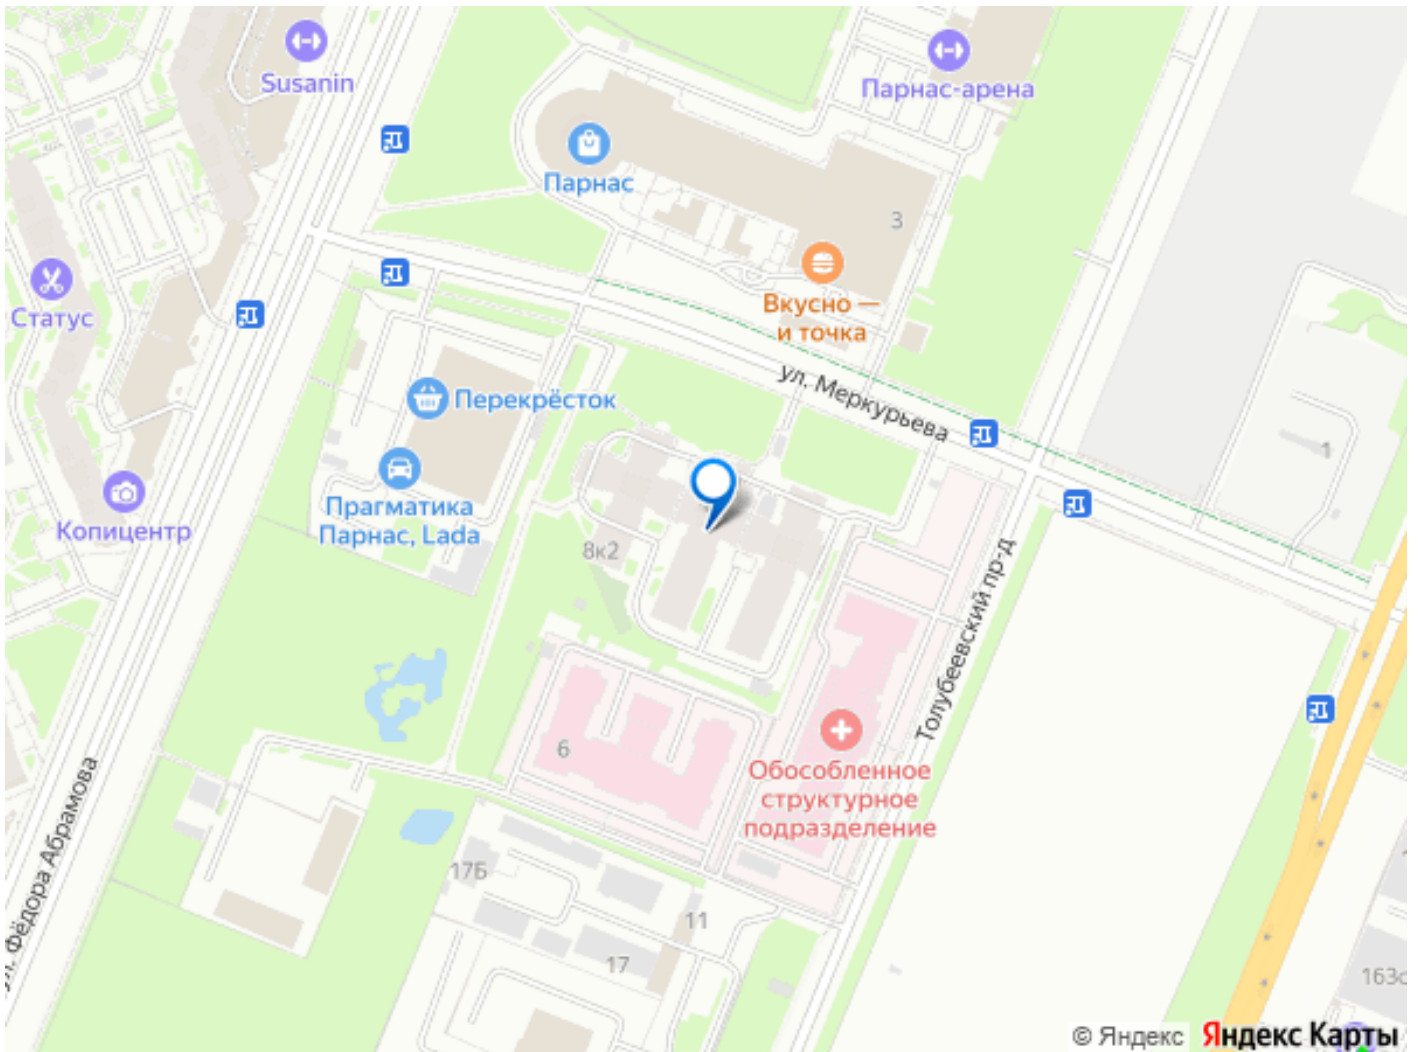 Susanin
Парнас-арена
Парнас
3
Статус
Вкусно —
и точка
ул. Меркурьева
Перекрёсток
1
Прагматика
Парнас, Lada
Копицентр
8к2
Толубеевский пр-д
6
Обособленное
структурное
подразделение
ул. Фёдора Абрамова
17Б
11
17
163с
© Яндекс Яндекс Карты